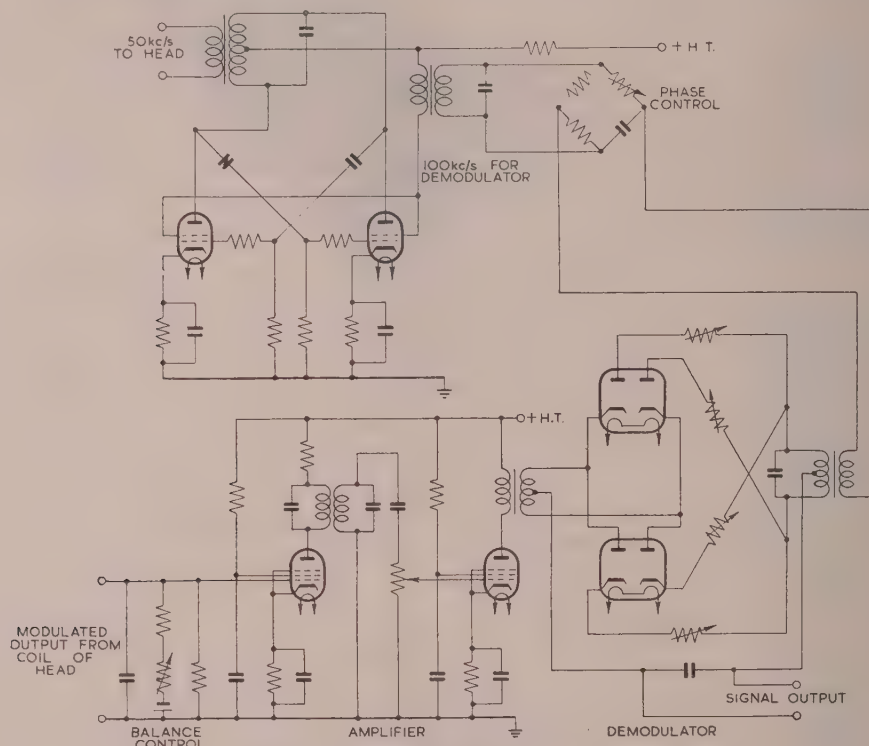 50kc/s
TO HEAD
+ H.T.
PHASE
CONTROL
100kc/s FOR
DEMODULATOR
+ H.T.
MODULATED
OUTPUT FROM
COIL OF
HEAD
BALANCE
CONTROL
AMPLIFIER
DEMODULATOR
SIGNAL OUTPUT